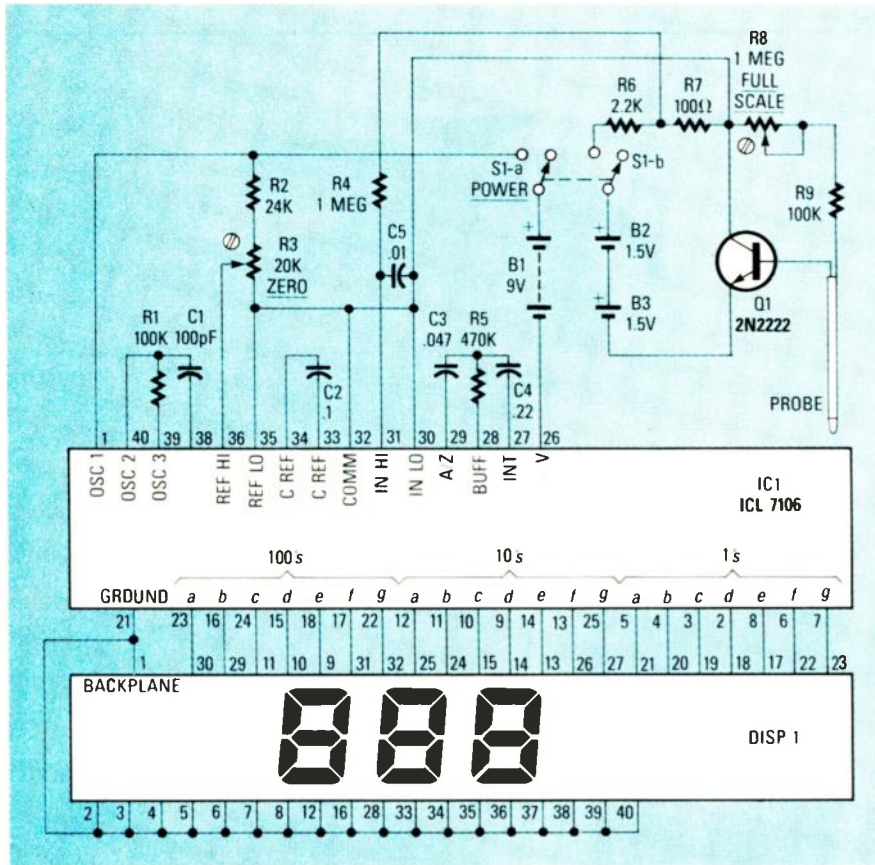 R8
1 MEG
FULL
SCALE
R6
2.2K
R7
100Ω
S1-a
POWER
S1-b
R2
24K
R4
1 MEG
R9
100K
C5
.01
R3
20K
ZERO
+
B1
9V
+
B2
1.5V
+
B3
1.5V
Q1
2N2222
R1
100K
C1
100pF
C3
.047
R5
470K
C2
.1
C4
.22
PROBE
1 40 39 38 36 35 34 33 32 31 30 29 28 27 26
OSC 1
OSC 2
OSC 3
REF HI
REF LO
C REF
C REF
COMM
IN HI
IN LO
A/Z
BUFF
INT
V
IC1
ICL 7106
100's 10's 1's
GRDUND a b c d e f g a b c d e f g a b c d e f g
21 23 16 24 15 18 17 22 12 11 10 9 14 13 25 5 4 3 2 8 6 7
1 30 29 11 10 9 31 32 25 24 15 14 13 26 27 21 20 19 18 17 22 23
BACKPLANE
888
DISP 1
2 3 4 5 6 7 8 12 16 28 33 34 35 36 37 38 39 40